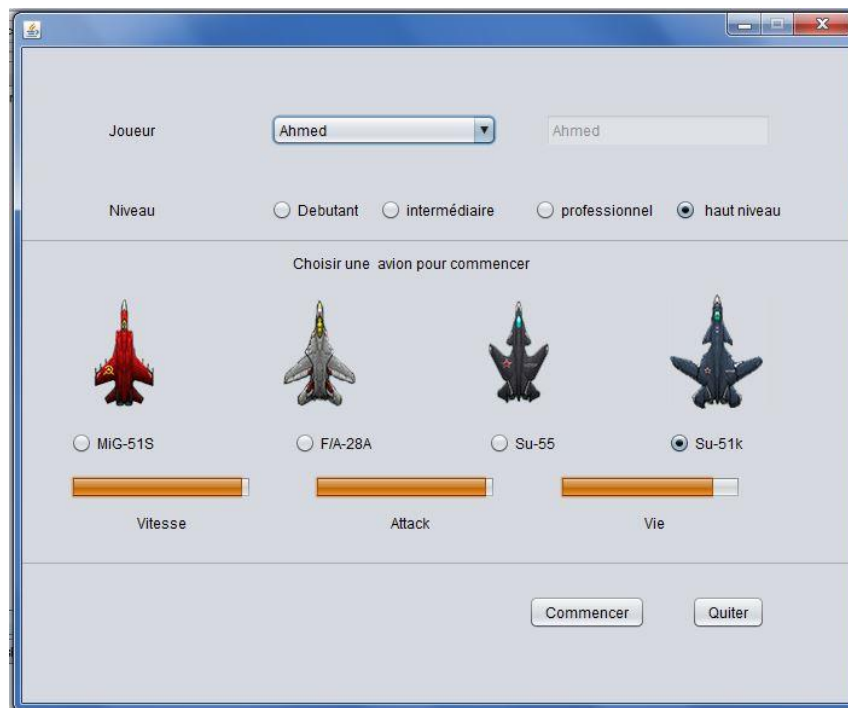 Joueur Ahmed Ahmed
Niveau Debutant intermédiaire professionnel haut niveau
Choisir une avion pour commencer
MiG-51S F/A-28A Su-55 Su-51k
Vitesse Attack Vie
Commencer Quiter